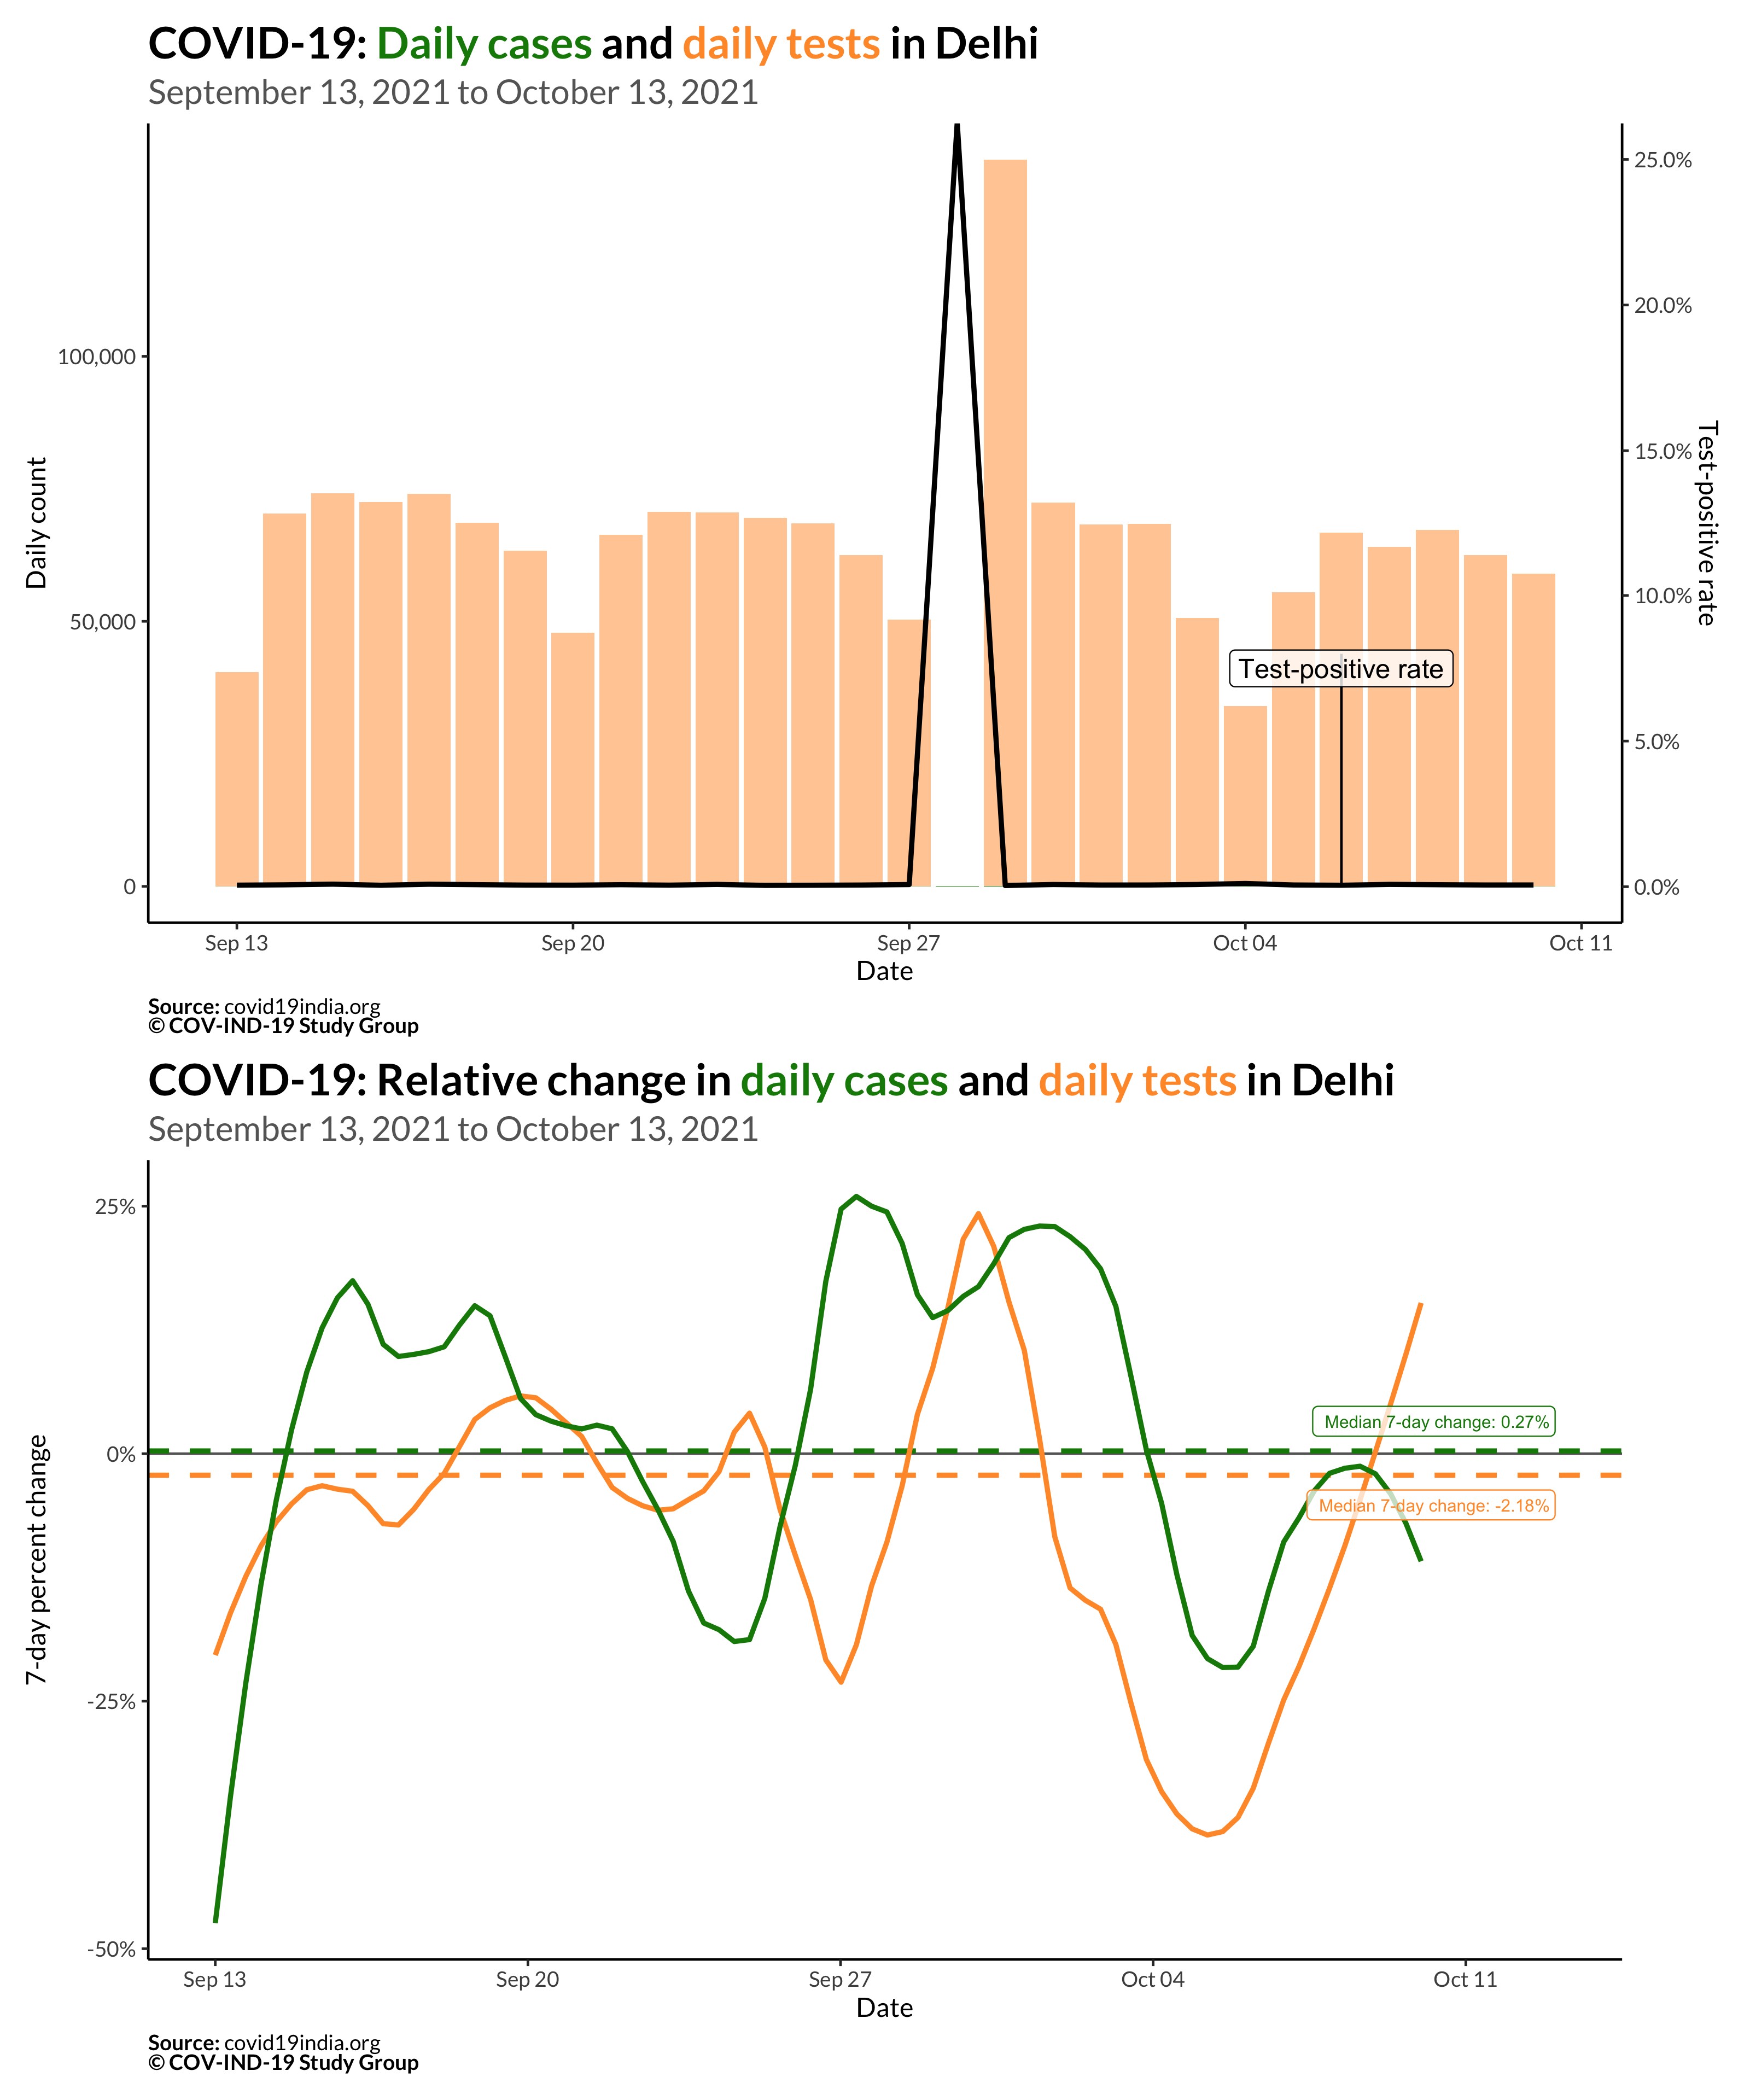 COVID-19: Daily cases and daily tests in Delhi
September 13, 2021 to October 13, 2021
Daily count
100,000
50,000
0
25.0%
20.0%
15.0%
10.0%
5.0%
0.0%
Test-positive rate
Test-positive rate
Sep 13
Sep 20
Sep 27
Oct 04
Oct 11
Date
Source: covid19india.org
© COV-IND-19 Study Group
COVID-19: Relative change in daily cases and daily tests in Delhi
September 13, 2021 to October 13, 2021
7-day percent change
25%
0%
-25%
-50%
Median 7-day change: 0.27%
Median 7-day change: -2.18%
Sep 13
Sep 20
Sep 27
Oct 04
Oct 11
Date
Source: covid19india.org
© COV-IND-19 Study Group